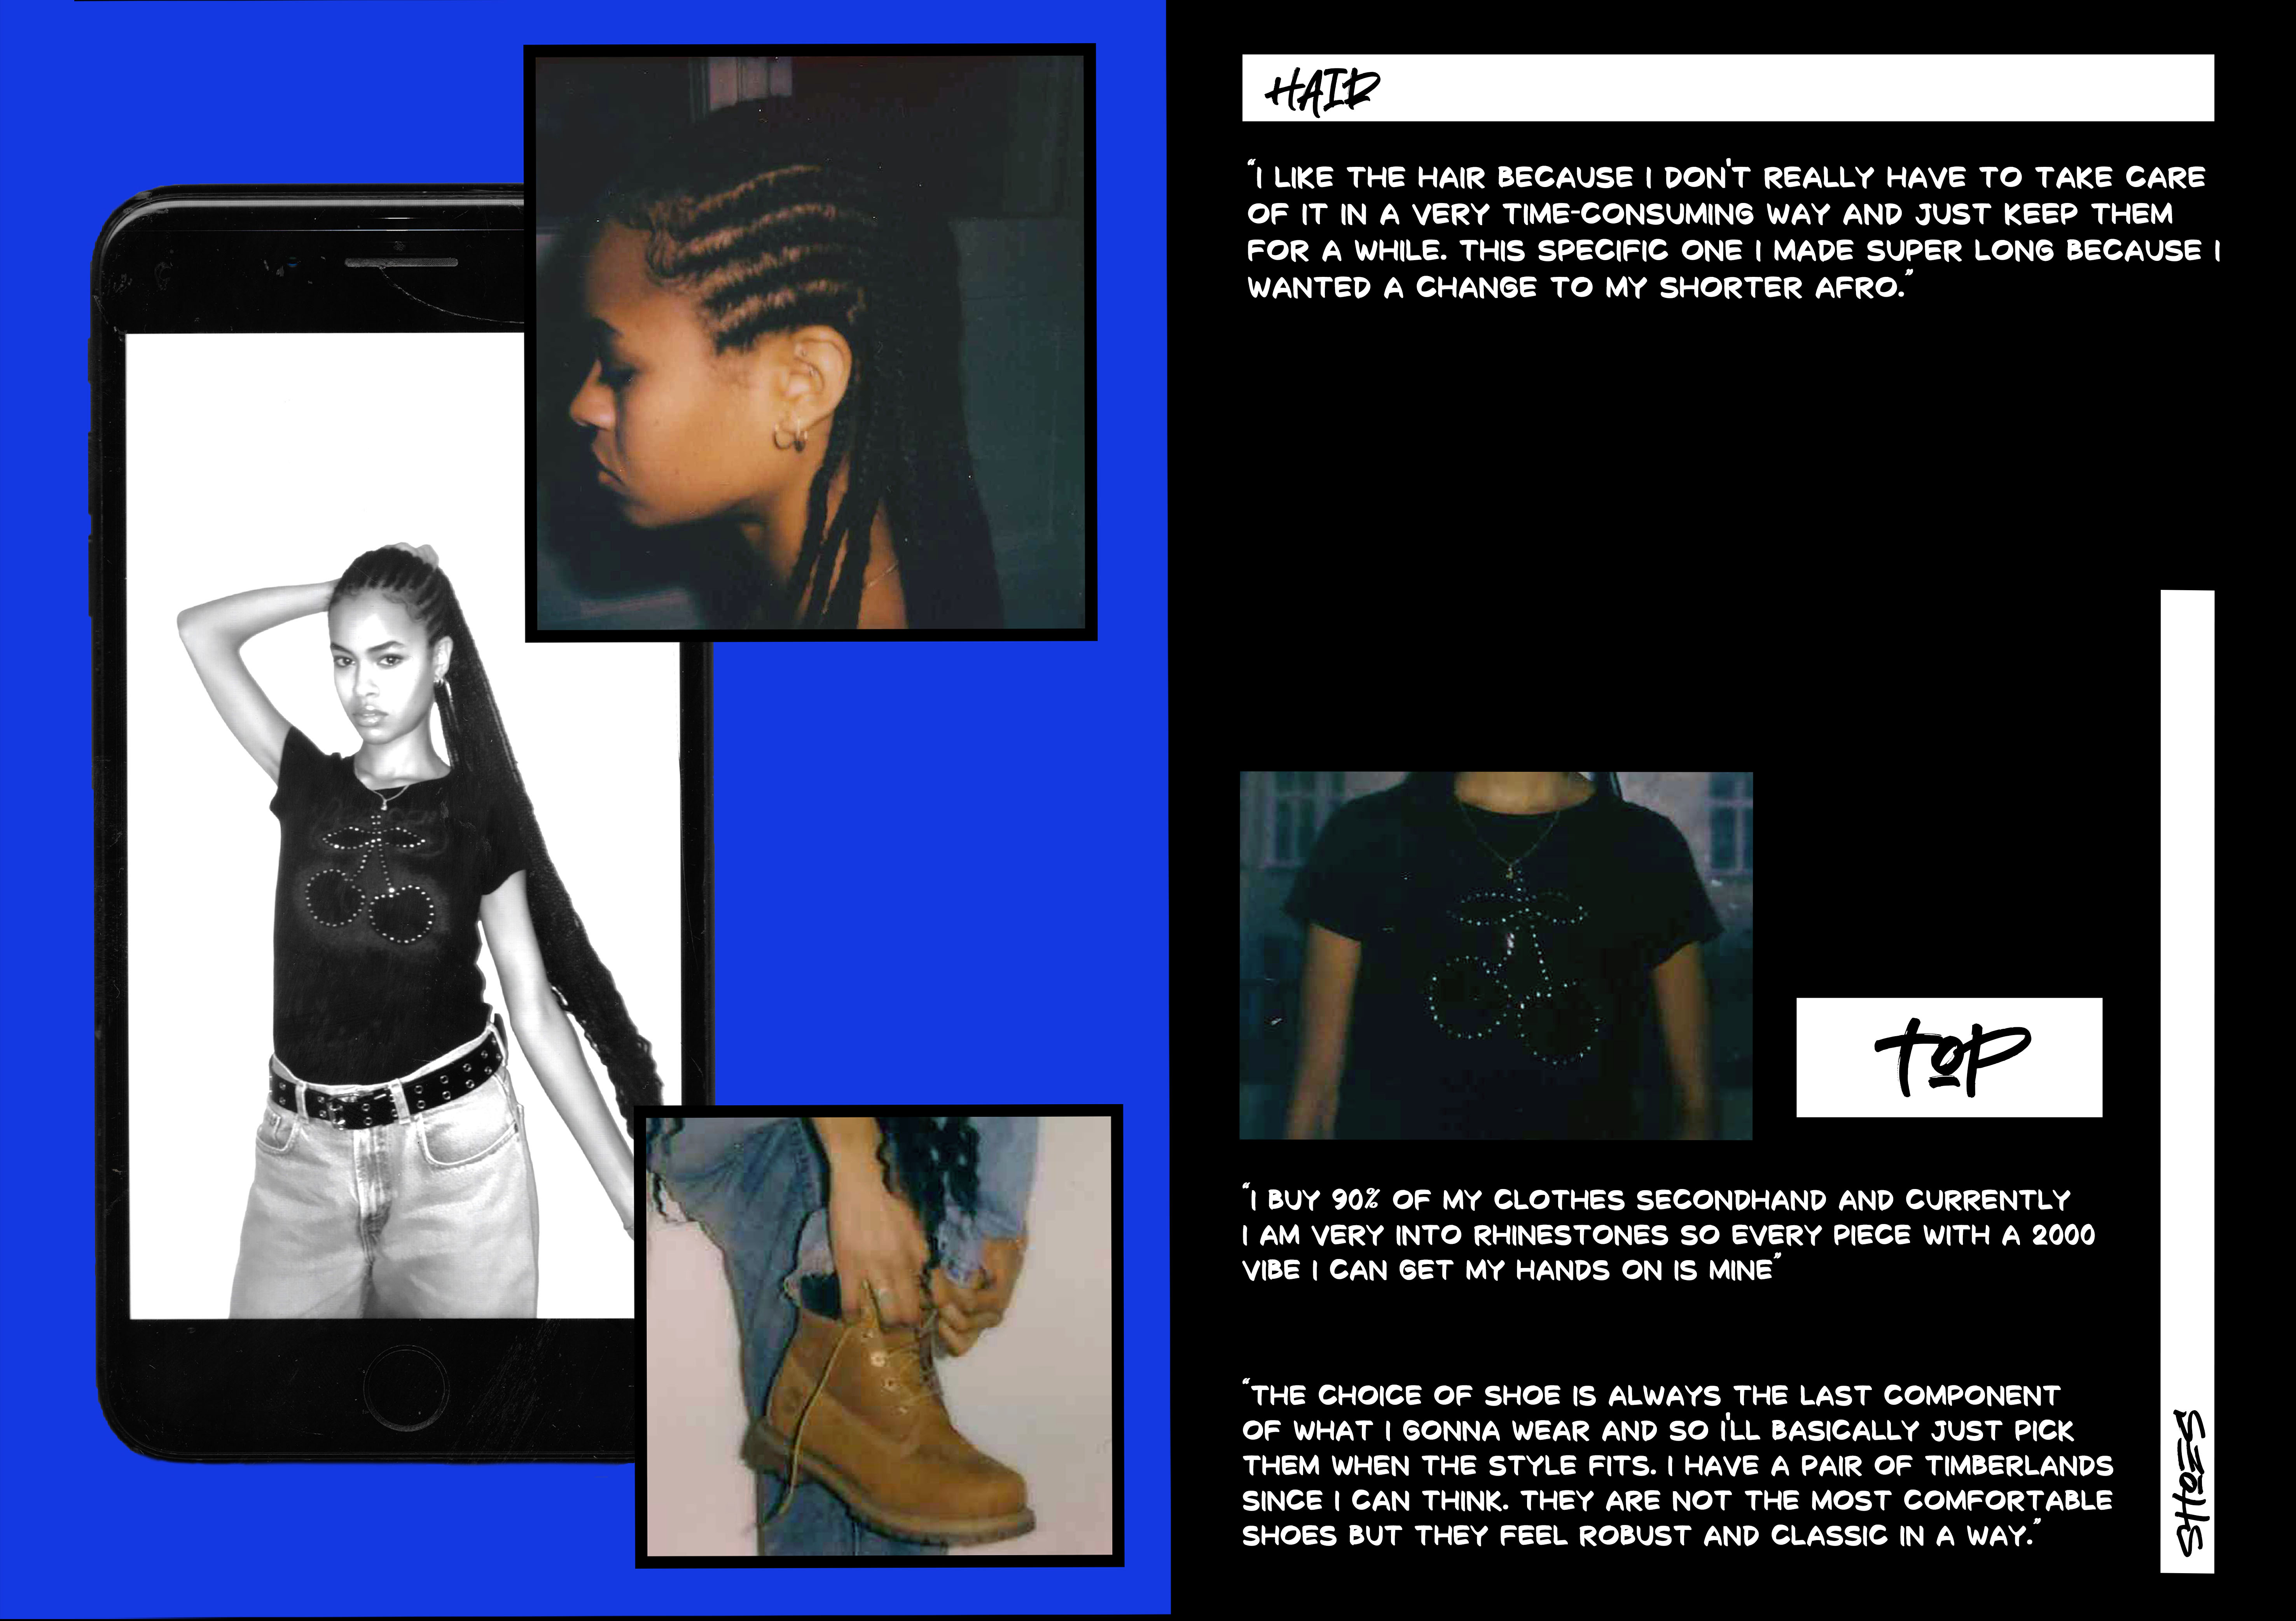 HAIR
"I LIKE THE HAIR BECAUSE I DON'T REALLY HAVE TO TAKE CARE
OF IT IN A VERY TIME-CONSUMING WAY AND JUST KEEP THEM
FOR A WHILE. THIS SPECIFIC ONE I MADE SUPER LONG BECAUSE I
WANTED A CHANGE TO MY SHORTER AFRO."
TOP
"I BUY 90% OF MY CLOTHES SECONDHAND AND CURRENTLY
I AM VERY INTO RHINESTONES SO EVERY PIECE WITH A 2000
VIBE I CAN GET MY HANDS ON IS MINE"
"THE CHOICE OF SHOE IS ALWAYS THE LAST COMPONENT
OF WHAT I GONNA WEAR AND SO I'LL BASICALLY JUST PICK
THEM WHEN THE STYLE FITS. I HAVE A PAIR OF TIMBERLANDS
SINCE I CAN THINK. THEY ARE NOT THE MOST COMFORTABLE
SHOES BUT THEY FEEL ROBUST AND CLASSIC IN A WAY."
SHOES